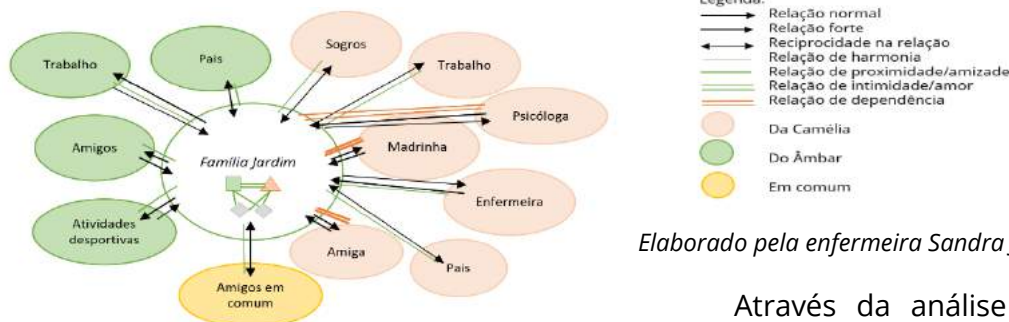 Sogros
Pais
Trabalho
Trabalho
Psicóloga
Madrinha
Amigos
Família Jardim
Enfermeira
Atividades
desportivas
Amiga
Pais
Amigos em
comum
Legenda:
Relação normal
Relação forte
Reciprocidade na relação
Relação de harmonia
Relação de proximidade/amizade
Relação de intimidade/amor
Relação de dependência
Da Camélia
Do Âmbar
Em comum
Elaborado pela enfermeira Sandra
Através da análise